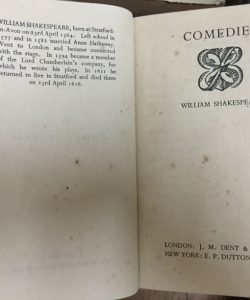 WILLIAM SHAKESPEARE, born at Stratford-
on-Avon on 23rd April 1564. Left school in
1577 and in 1582 married Anne Hathaway.
Went to London and became connected
with the stage. In 1594 became a member
of the Lord Chamberlain's company, for
which he wrote his plays. In 1611 he
returned to live in Stratford and died there
on 23rd April 1616.
COMEDIE
WILLIAM SHAKESPEA
LONDON: J. M. DENT &
NEW YORK: E. P. DUTTON